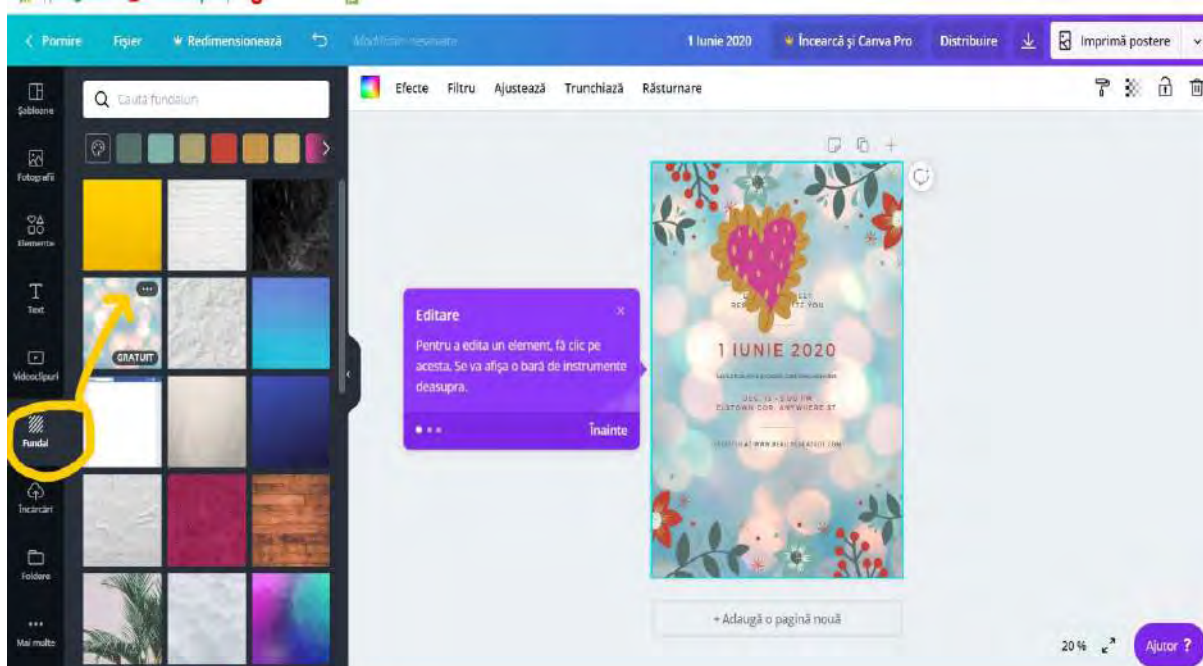 Pornire Fișier Redimensionează Modificări nesalvate 1 Iunie 2020 Încearcă și Canva Pro Distribuire Imprimă postere
Efecte Filtru Ajustează Trunchiază Răsturnare
Caută fundaluri
Șabloane
Fotografii
Elemente
Text
Videoclipuri
Fundal
Încărcări
Foldere
Mai multe
GRATUIT
Editare
Pentru a edita un element, fă clic pe
acesta. Se va afișa o bară de instrumente
deasupra.
Înainte
1 IUNIE 2020
+ Adaugă o pagină nouă
20 %
Ajutor ?